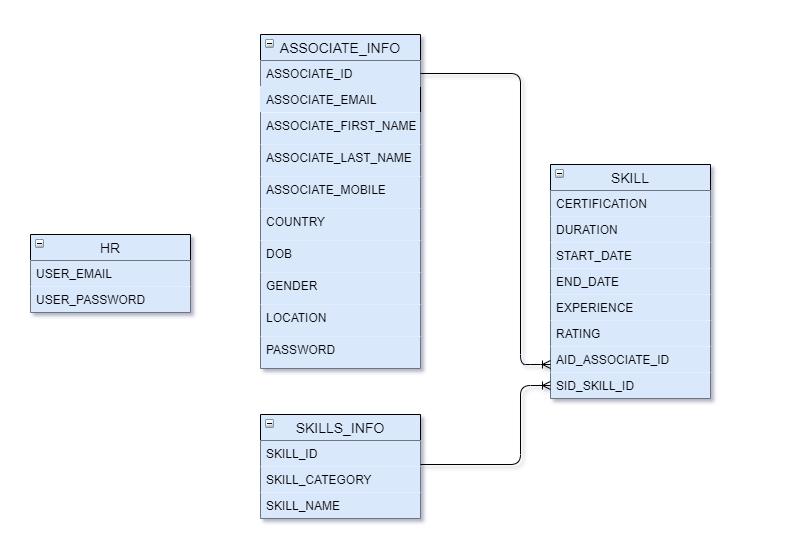 ASSOCIATE_INFO
ASSOCIATE_ID
ASSOCIATE_EMAIL
ASSOCIATE_FIRST_NAME
ASSOCIATE_LAST_NAME
ASSOCIATE_MOBILE
COUNTRY
DOB
GENDER
LOCATION
PASSWORD
SKILL
CERTIFICATION
DURATION
START_DATE
END_DATE
EXPERIENCE
RATING
AID_ASSOCIATE_ID
SID_SKILL_ID
HR
USER_EMAIL
USER_PASSWORD
SKILLS_INFO
SKILL_ID
SKILL_CATEGORY
SKILL_NAME